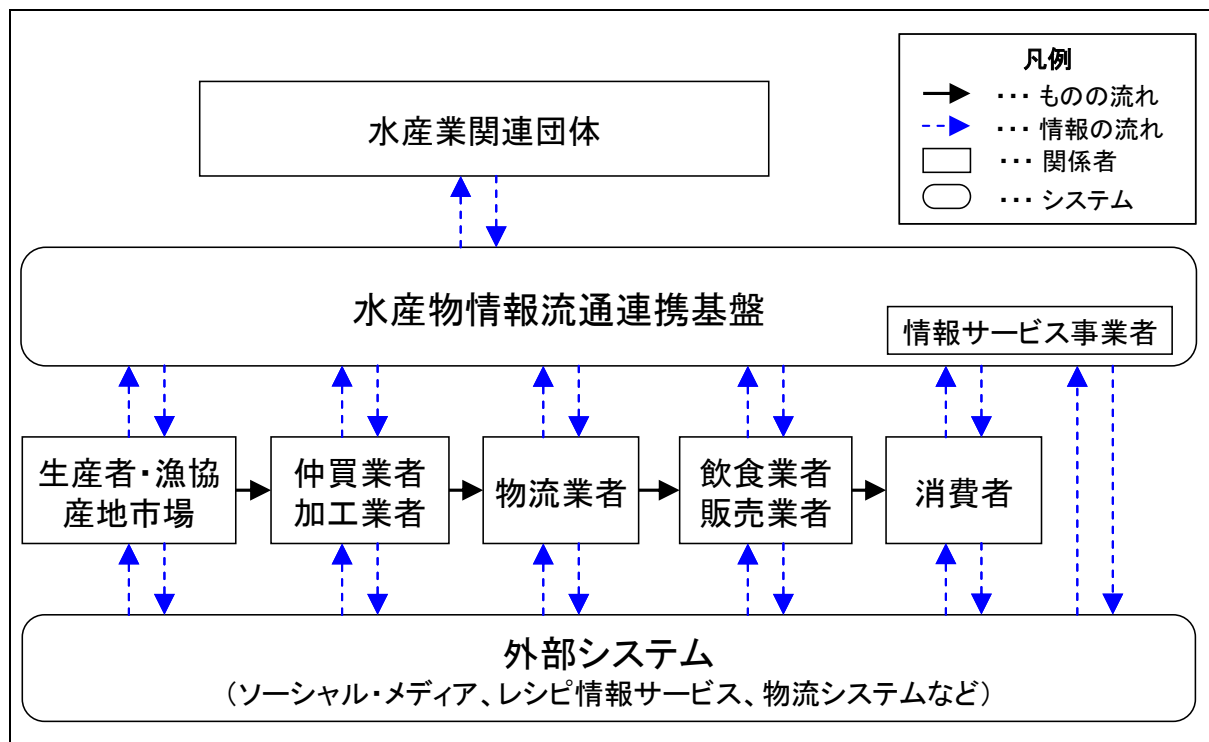 凡例
・・・ ものの流れ
・・・ 情報の流れ
・・・ 関係者
・・・ システム
水産業関連団体
水産物情報流通連携基盤
情報サービス事業者
生産者・漁協
産地市場
仲買業者
加工業者
物流業者
飲食業者
販売業者
消費者
外部システム
（ソーシャル・メディア、レシピ情報サービス、物流システムなど）